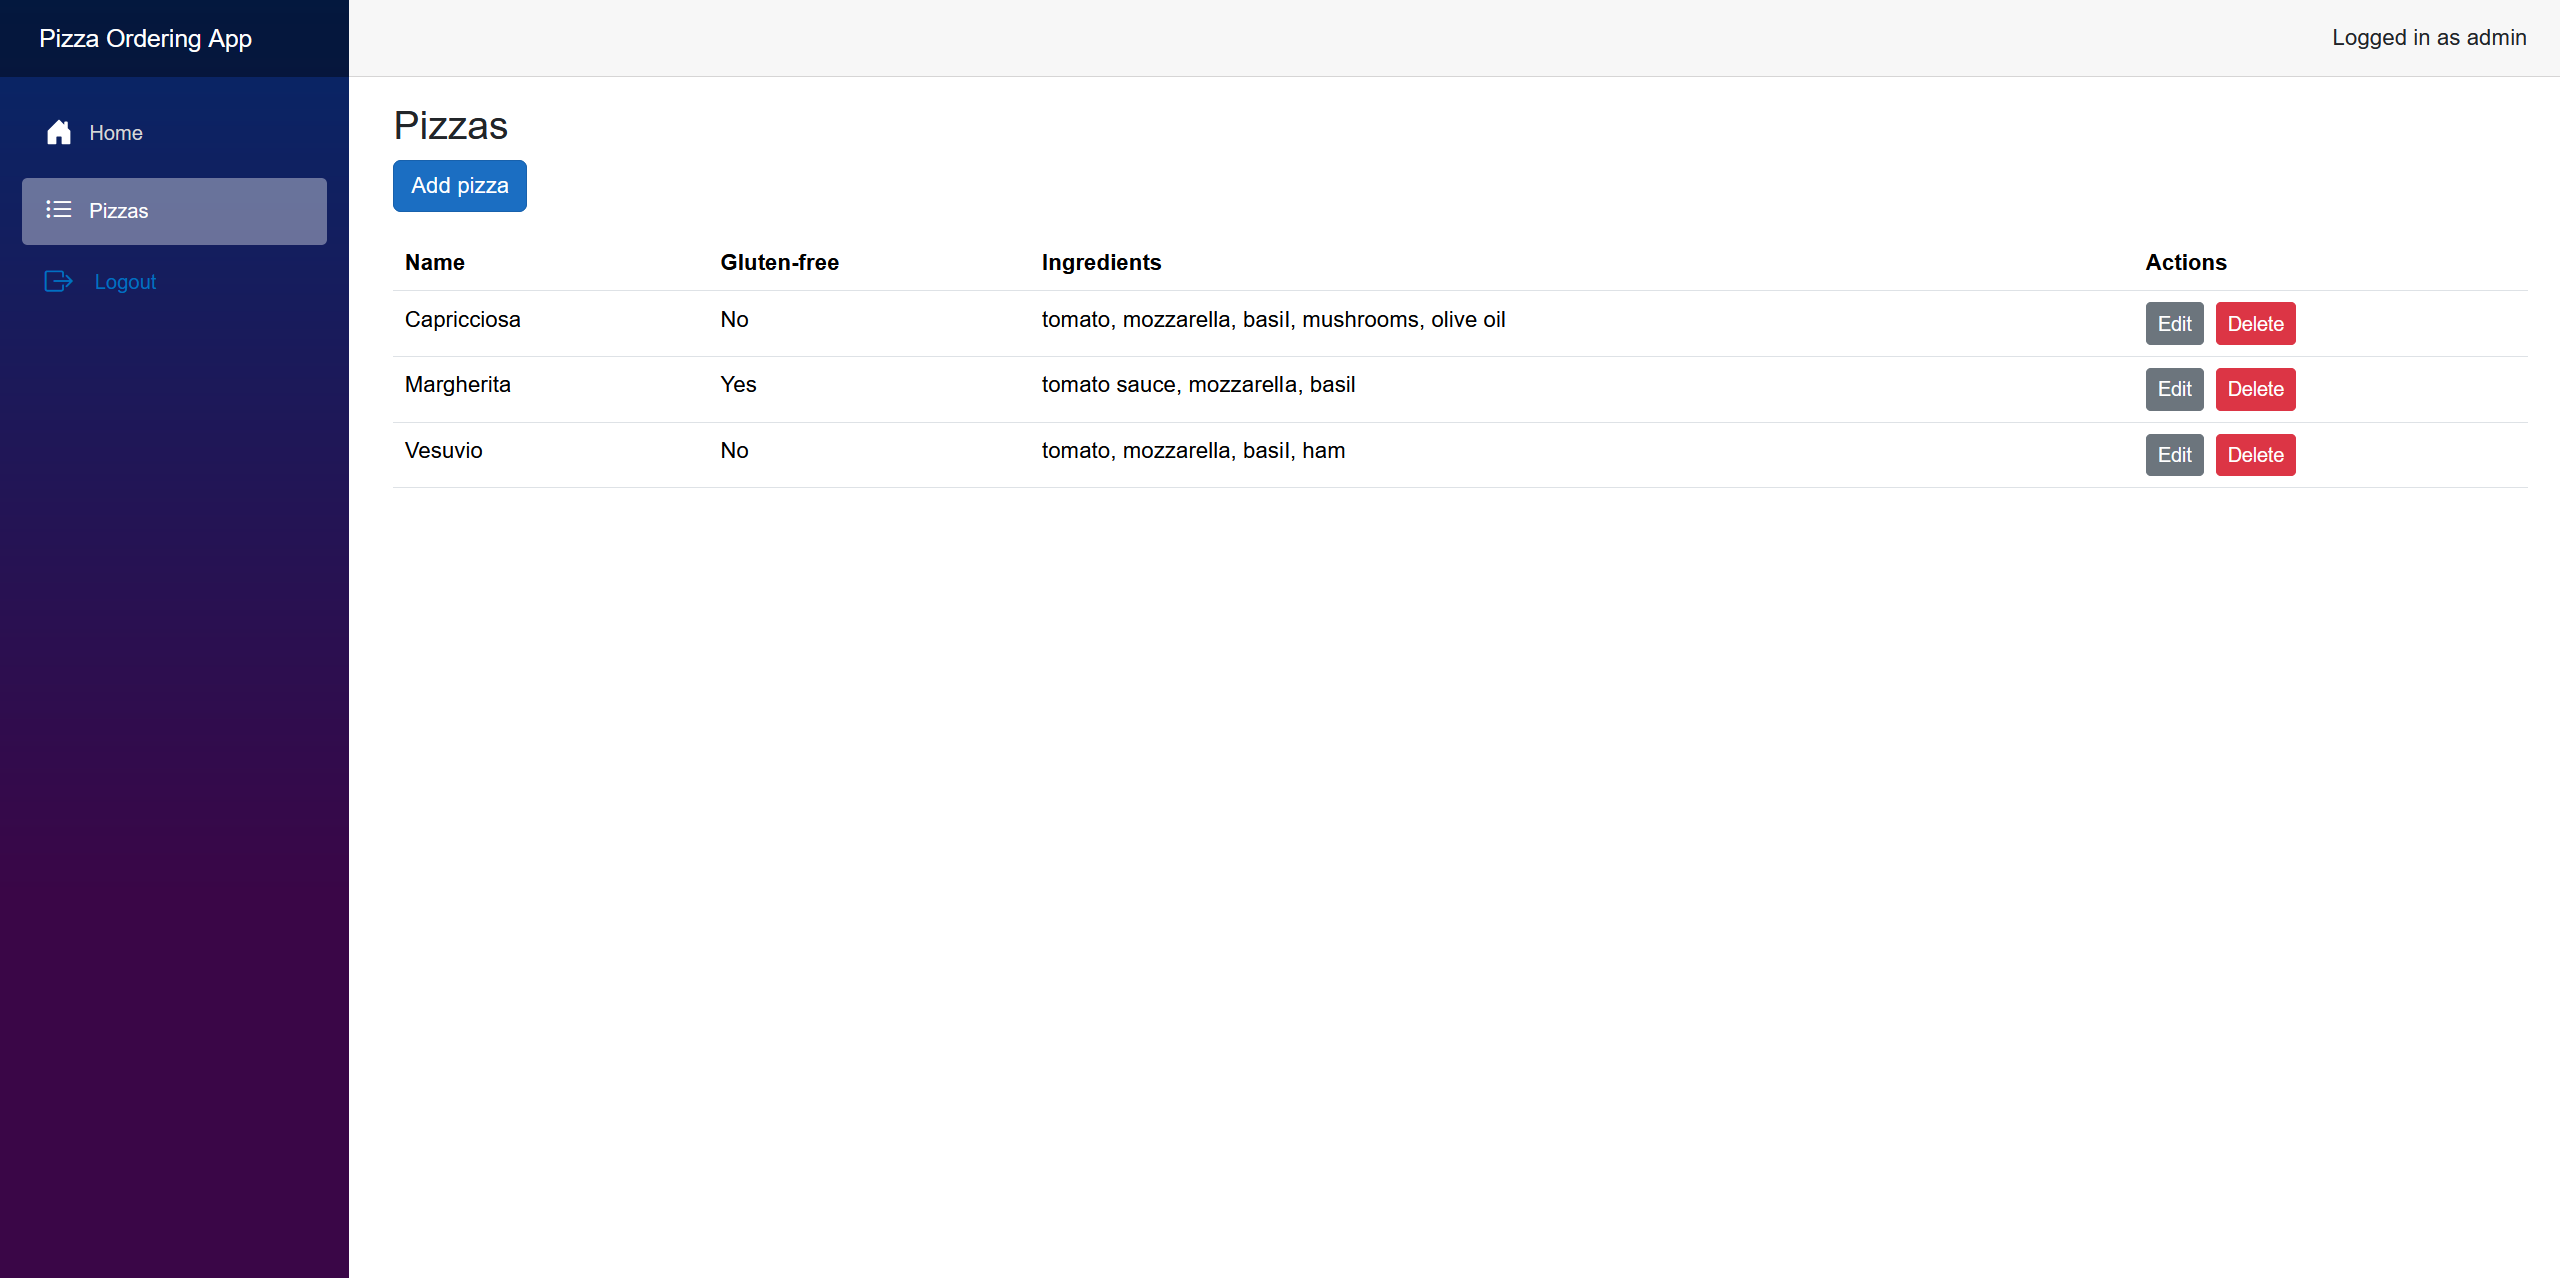 Pizza Ordering App
Logged in as admin
Home
Pizzas
Logout
Pizzas
Add pizza
Name Gluten-free Ingredients Actions
Capricciosa No tomato, mozzarella, basil, mushrooms, olive oil Edit Delete
Margherita Yes tomato sauce, mozzarella, basil Edit Delete
Vesuvio No tomato, mozzarella, basil, ham Edit Delete